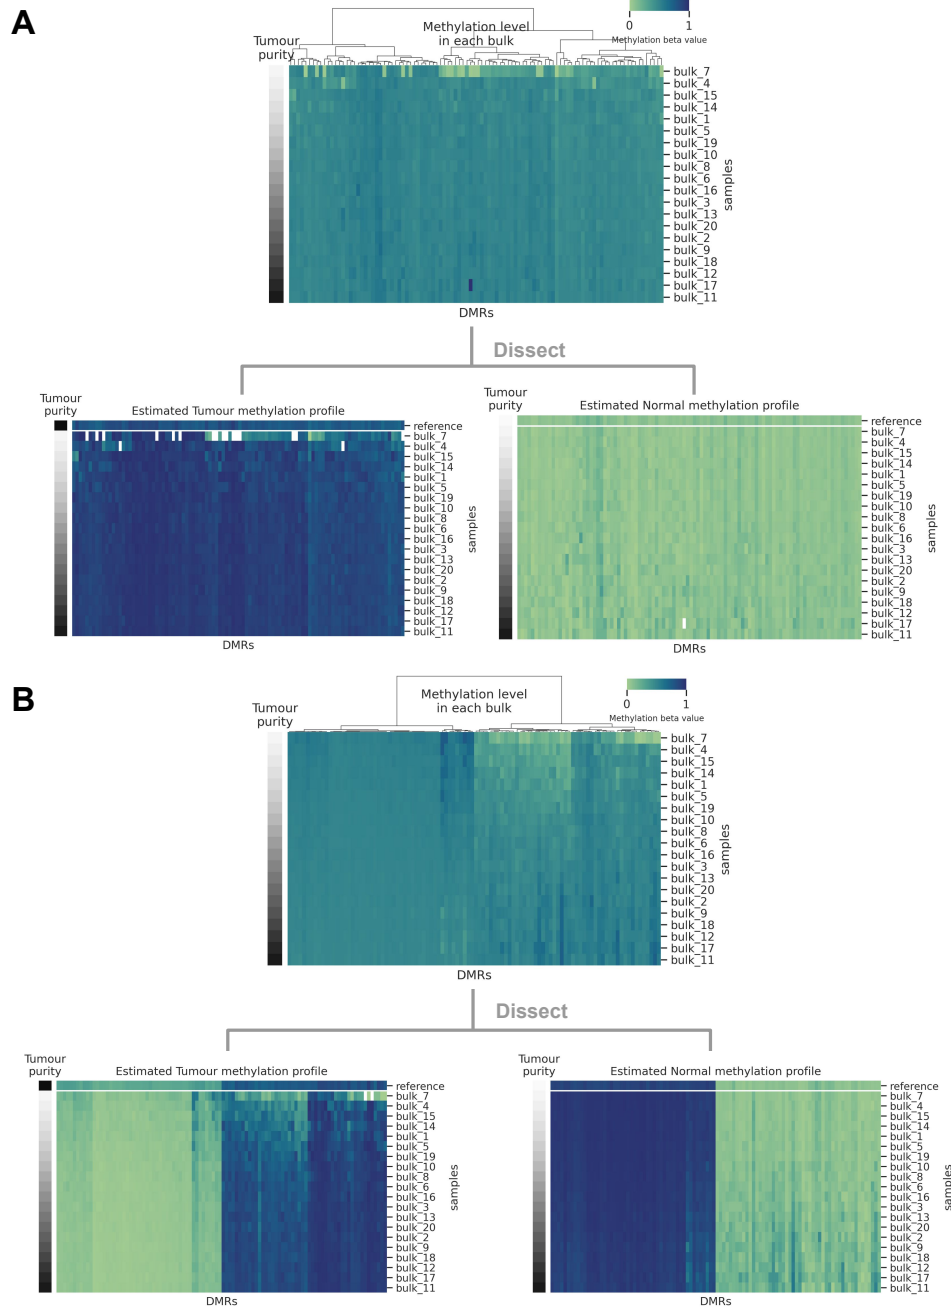 A
0 1
Methylation beta value
Methylation level
in each bulk
Tumour
purity
bulk_7
bulk_4
bulk_15
bulk_14
bulk_1
bulk_5
bulk_19
bulk_10
bulk_8
bulk_6
bulk_16
bulk_3
bulk_13
bulk_20
bulk_2
bulk_9
bulk_18
bulk_12
bulk_17
bulk_11
samples
DMRs
Dissect
Tumour
purity
Estimated Tumour methylation profile
reference
bulk_7
bulk_4
bulk_15
bulk_14
bulk_1
bulk_5
bulk_19
bulk_10
bulk_8
bulk_6
bulk_16
bulk_3
bulk_13
bulk_20
bulk_2
bulk_9
bulk_18
bulk_12
bulk_17
bulk_11
samples
DMRs
Tumour
purity
Estimated Normal methylation profile
reference
bulk_7
bulk_4
bulk_15
bulk_14
bulk_1
bulk_5
bulk_19
bulk_10
bulk_8
bulk_6
bulk_16
bulk_3
bulk_13
bulk_20
bulk_2
bulk_9
bulk_18
bulk_12
bulk_17
bulk_11
samples
DMRs
B
0 1
Methylation beta value
Methylation level
in each bulk
Tumour
purity
bulk_7
bulk_4
bulk_15
bulk_14
bulk_1
bulk_5
bulk_19
bulk_10
bulk_8
bulk_6
bulk_16
bulk_3
bulk_13
bulk_20
bulk_2
bulk_9
bulk_18
bulk_12
bulk_17
bulk_11
samples
DMRs
Dissect
Tumour
purity
Estimated Tumour methylation profile
reference
bulk_7
bulk_4
bulk_15
bulk_14
bulk_1
bulk_5
bulk_19
bulk_10
bulk_8
bulk_6
bulk_16
bulk_3
bulk_13
bulk_20
bulk_2
bulk_9
bulk_18
bulk_12
bulk_17
bulk_11
samples
DMRs
Tumour
purity
Estimated Normal methylation profile
reference
bulk_7
bulk_4
bulk_15
bulk_14
bulk_1
bulk_5
bulk_19
bulk_10
bulk_8
bulk_6
bulk_16
bulk_3
bulk_13
bulk_20
bulk_2
bulk_9
bulk_18
bulk_12
bulk_17
bulk_11
samples
DMRs